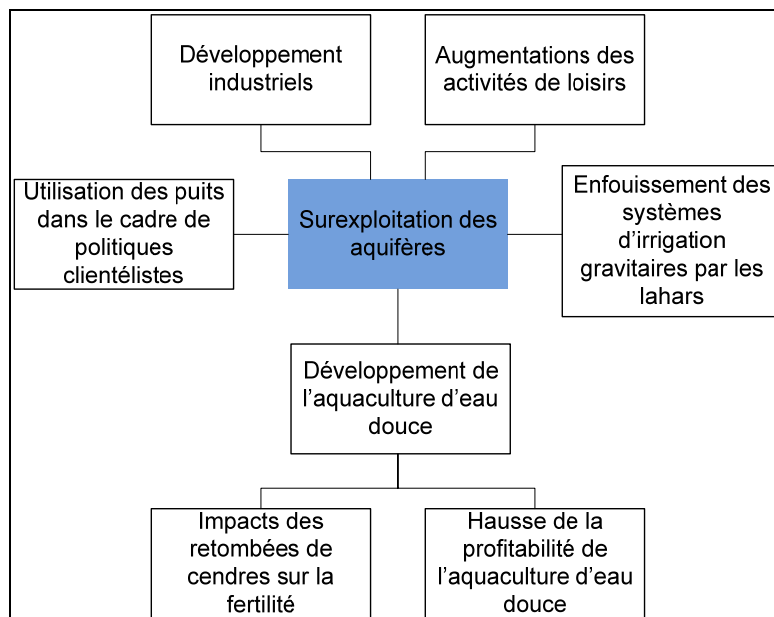 Développement
industriels
Augmentations des
activités de loisirs
Utilisation des puits
dans le cadre de
politiques
clientélistes
Surexploitation des
aquifères
Enfouissement des
systèmes
d’irrigation
gravitaires par les
lahars
Développement de
l’aquaculture d’eau
douce
Impacts des
retombées de
cendres sur la
fertilité
Hausse de la
profitabilité de
l’aquaculture d’eau
douce